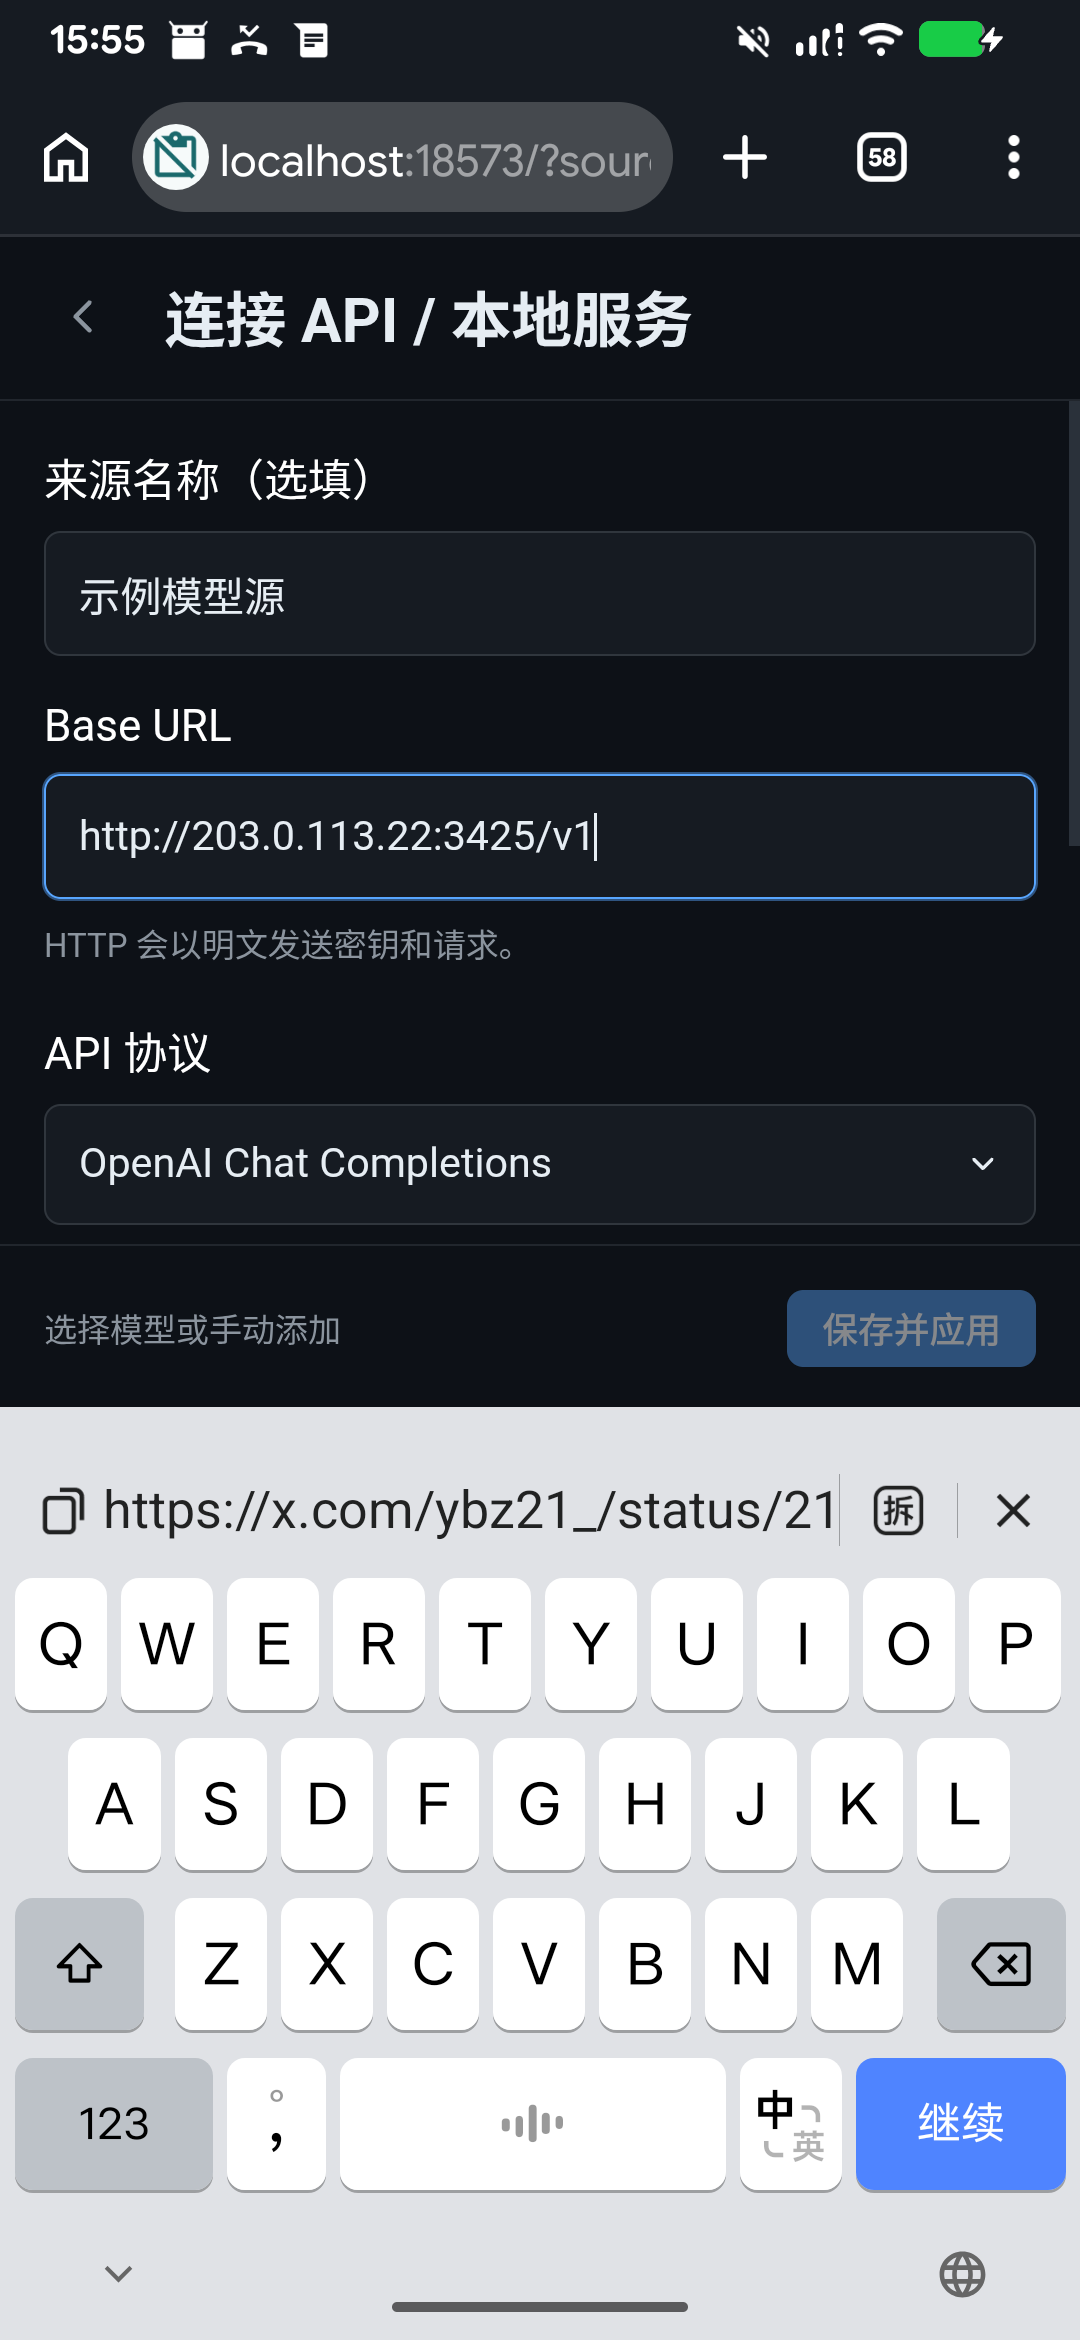 15:55
localhost:18573/?sour
58
连接 API / 本地服务
来源名称（选填）
示例模型源
Base URL
http://203.0.113.22:3425/v1
HTTP 会以明文发送密钥和请求。
API 协议
OpenAI Chat Completions
选择模型或手动添加
保存并应用
https://x.com/ybz21_/status/21
拆
Q W E R T Y U I O P
A S D F G H J K L
Z X C V B N M
123
。
，
中
英
继续